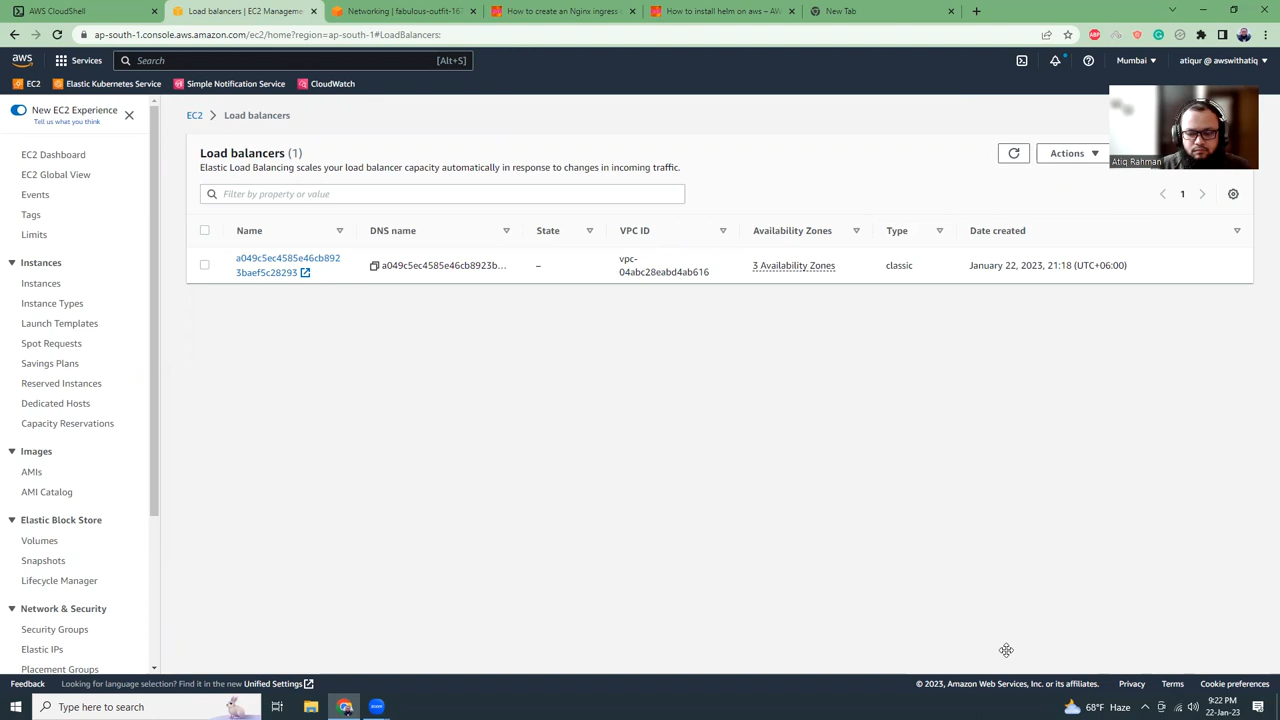 AWS CloudShell
Load balancers | EC2 Manageme
Networking | fabulous-outfit-167
How to create an Nginx ingress c
How to install helm on aws – AW
New Tab
ap-south-1.console.aws.amazon.com/ec2/home?region=ap-south-1#LoadBalancers:
aws
Services
Search
[Alt+S]
Mumbai
atiqur @ awswithatiq
EC2
Elastic Kubernetes Service
Simple Notification Service
CloudWatch
New EC2 Experience
Tell us what you think
EC2 Dashboard
EC2 Global View
Events
Tags
Limits
Instances
Instances
Instance Types
Launch Templates
Spot Requests
Savings Plans
Reserved Instances
Dedicated Hosts
Capacity Reservations
Images
AMIs
AMI Catalog
Elastic Block Store
Volumes
Snapshots
Lifecycle Manager
Network & Security
Security Groups
Elastic IPs
Placement Groups
EC2
Load balancers
Load balancers (1)
Elastic Load Balancing scales your load balancer capacity automatically in response to changes in incoming traffic.
Actions
Atiq Rahman
Filter by property or value
1
Name
DNS name
State
VPC ID
Availability Zones
Type
Date created
a049c5ec4585e46cb892
3baef5c28293
a049c5ec4585e46cb8923b...
–
vpc-
04abc28eabd4ab616
3 Availability Zones
classic
January 22, 2023, 21:18 (UTC+06:00)
Feedback
Looking for language selection? Find it in the new Unified Settings
© 2023, Amazon Web Services, Inc. or its affiliates.
Privacy
Terms
Cookie preferences
Type here to search
zoom
68°F Haze
9:22 PM
22-Jan-23